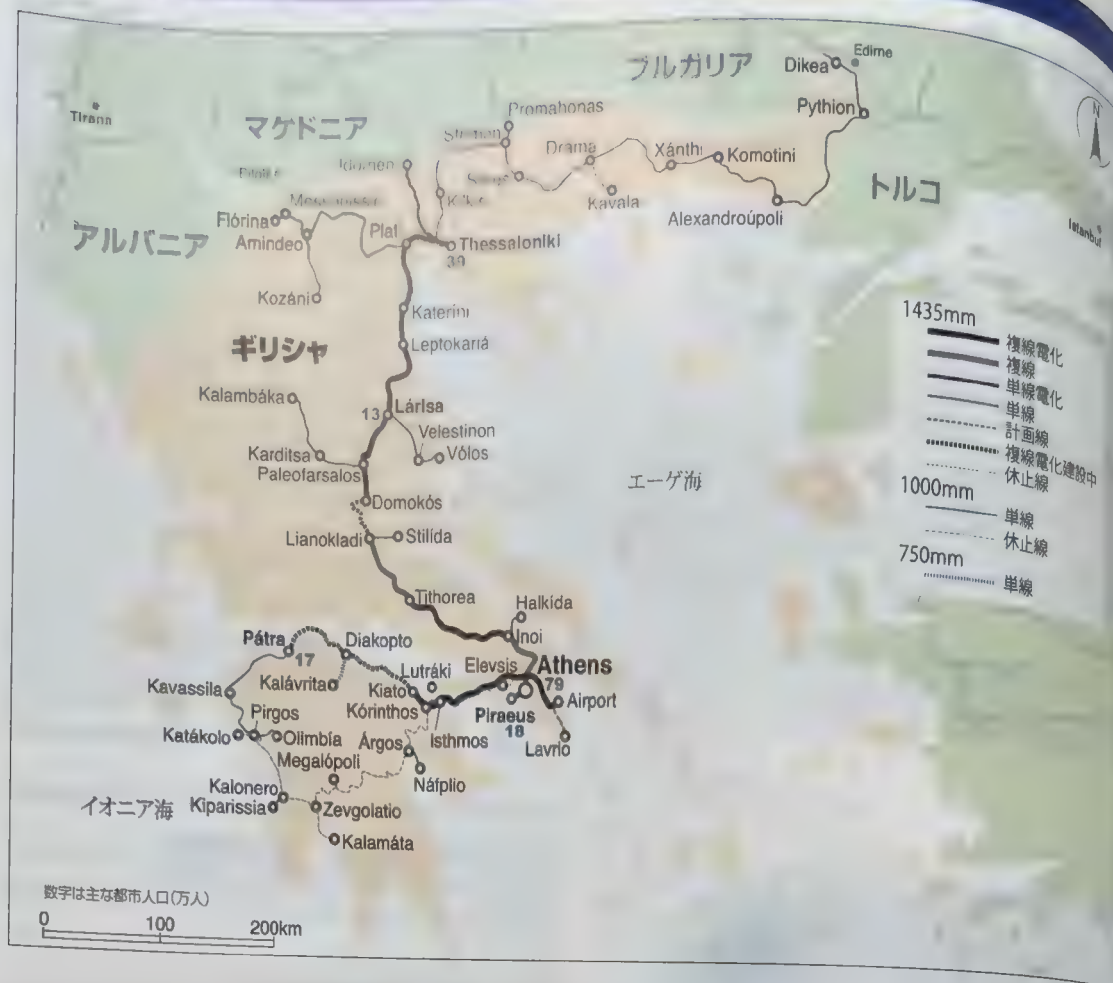 ブルガリア
Dikea
Edirne
Pythion
N
Tirana
マケドニア
Promahonas
Strimon
Drama
Xánthi
Komotini
Idomen
Kavala
Alexandroúpoli
トルコ
Istanbul
Flórina
Amindeo
アルバニア
Plat
Thessaloniki
39
Kozáni
Katerini
Leptokariá
ギリシャ
Kalambáka
13
Lárisa
Velestinon
Vólos
Karditsa
Paleofarsalos
Domokós
エーゲ海
Lianokladi
Stilída
Tithorea
Halkída
Inoi
Pátra
17
Diakopto
Lutráki
Elevsis
Athens
79
Kavassila
Kalávrita
Kiato
Kórinthos
Airport
Piraeus
18
Pirgos
Katákolo
Olimbía
Árgos
Isthmos
Lavrio
Megalópoli
Náfplio
Kalonero
Kiparissia
イオニア海
Zevgolatio
Kalamáta
1435mm
複線電化
複線
単線電化
単線
計画線
複線電化建設中
休止線
1000mm
単線
休止線
750mm
単線
数字は主な都市人口(万人)
0 100 200km